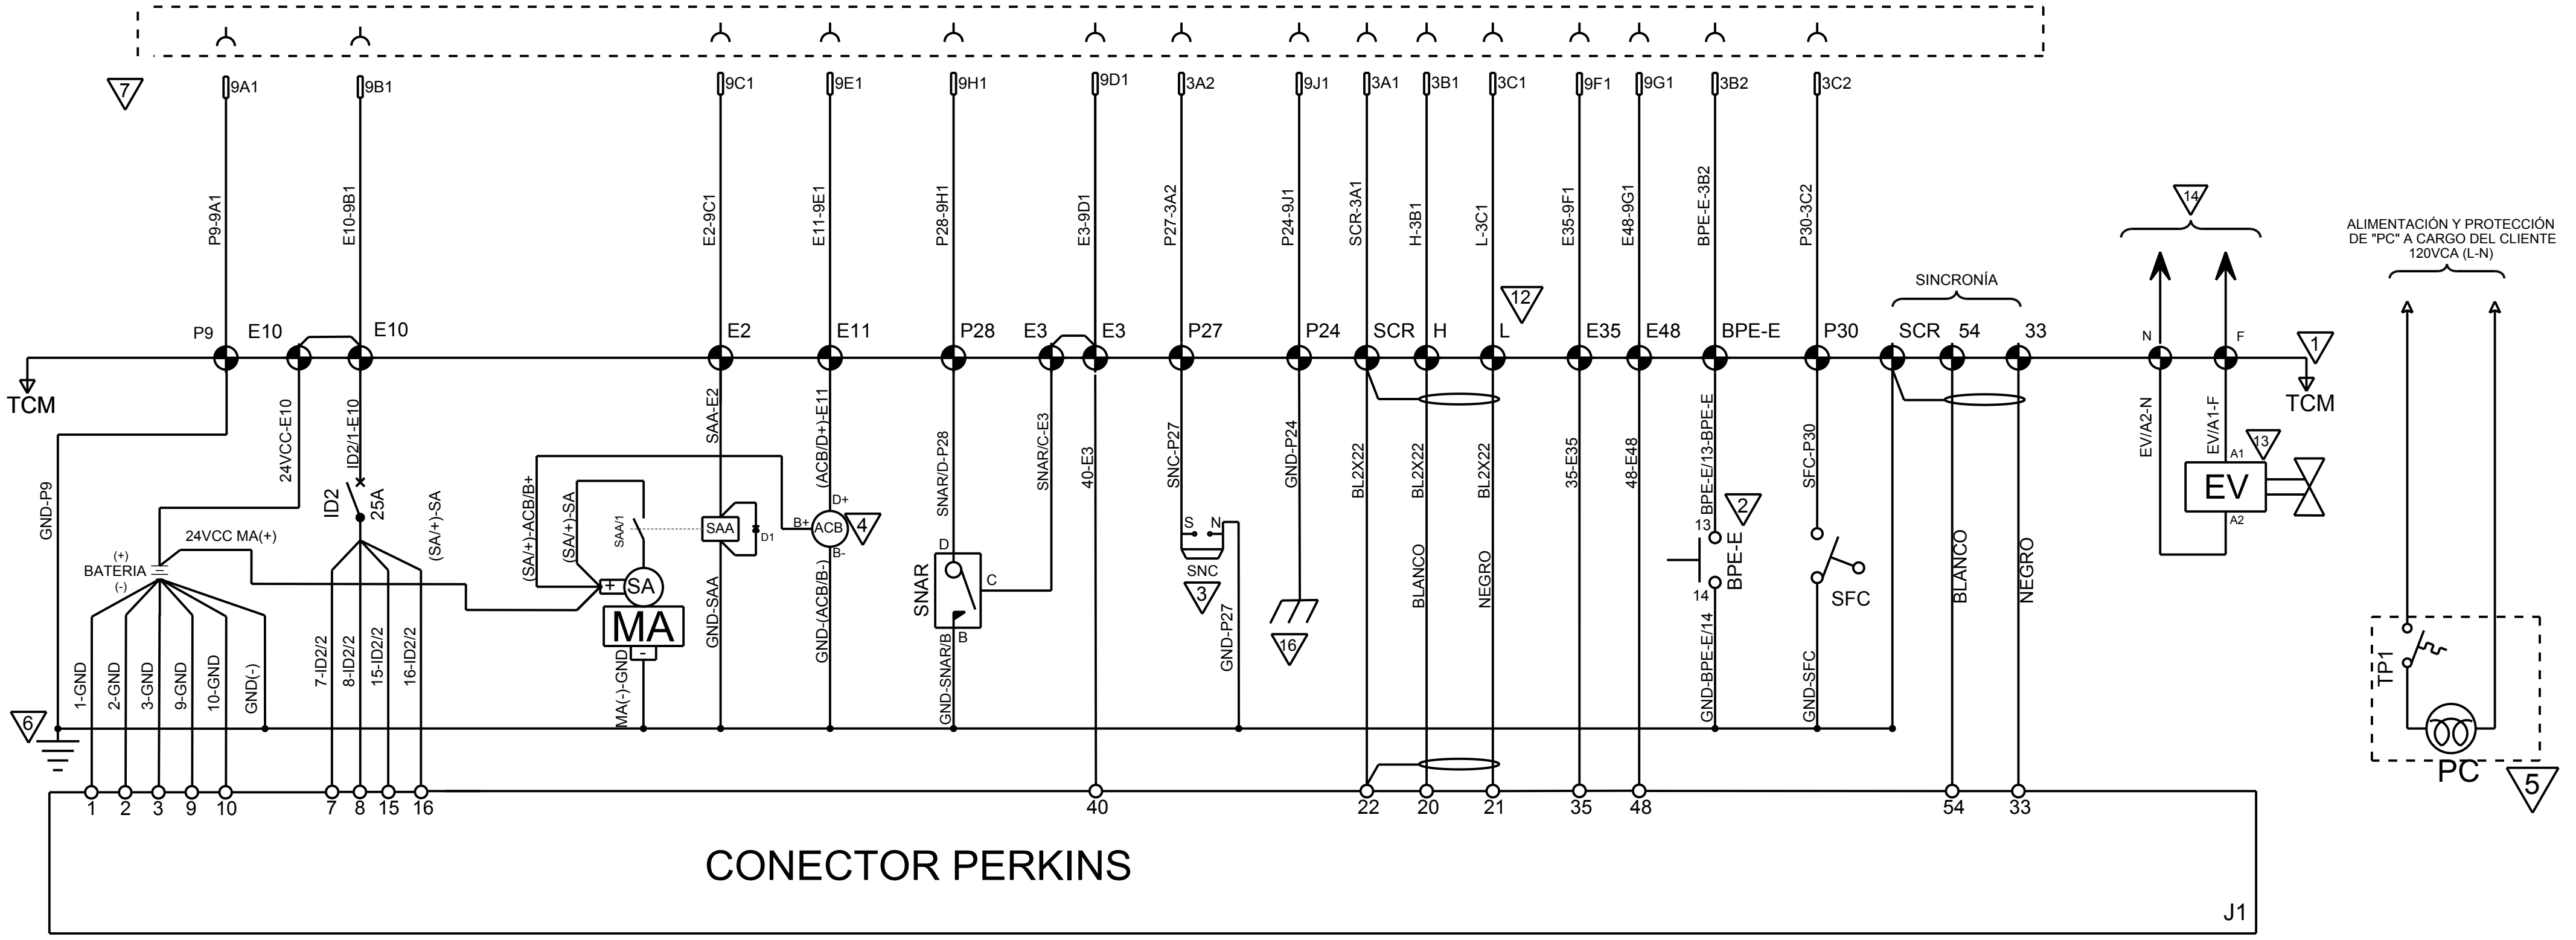 7
9A1
9B1
9C1
9E1
9H1
9D1
3A2
9J1
3A1
3B1
3C1
9F1
9G1
3B2
3C2
P9-9A1
E10-9B1
E2-9C1
E11-9E1
P28-9H1
E3-9D1
P27-3A2
P24-9J1
SCR-3A1
H-3B1
L-3C1
E35-9F1
E48-9G1
BPE-E-3B2
P30-3C2
14
ALIMENTACIÓN Y PROTECCIÓN
DE "PC" A CARGO DEL CLIENTE
120VCA (L-N)
SINCRONÍA
12
P9
E10
E10
E2
E11
P28
E3
E3
P27
P24
SCR
H
L
E35
E48
BPE-E
P30
SCR
54
33
N
F
1
TCM
TCM
GND-P9
24VCC-E10
ID2/1-E10
SAA-E2
(ACB/D+)-E11
SNAR/D-P28
SNAR/C-E3
40-E3
SNC-P27
GND-P24
BL2X22
BL2X22
BL2X22
35-E35
48-E48
BPE-E/13-BPE-E
SFC-P30
EV/A2-N
EV/A1-F
13
A1
EV
A2
ID2
25A
(SA/+)-SA
(SA/+)-ACB/B+
(SA/+)-SA
SAA/1
SAA
D1
B+
D+
ACB
B-
4
24VCC MA(+)
(+)
BATERIA
(-)
+
SA
MA
-
D
SNAR
C
B
S
N
SNC
3
16
13
2
BPE-E
14
SFC
BLANCO
NEGRO
BLANCO
NEGRO
1-GND
2-GND
3-GND
9-GND
10-GND
GND(-)
7-ID2/2
8-ID2/2
15-ID2/2
16-ID2/2
MA(-)-GND
GND-SAA
GND-(ACB/B-)
GND-SNAR/B
GND-P27
GND-BPE-E/14
GND-SFC
TP1
PC
5
6
1
2
3
9
10
7
8
15
16
40
22
20
21
35
48
54
33
CONECTOR PERKINS
J1